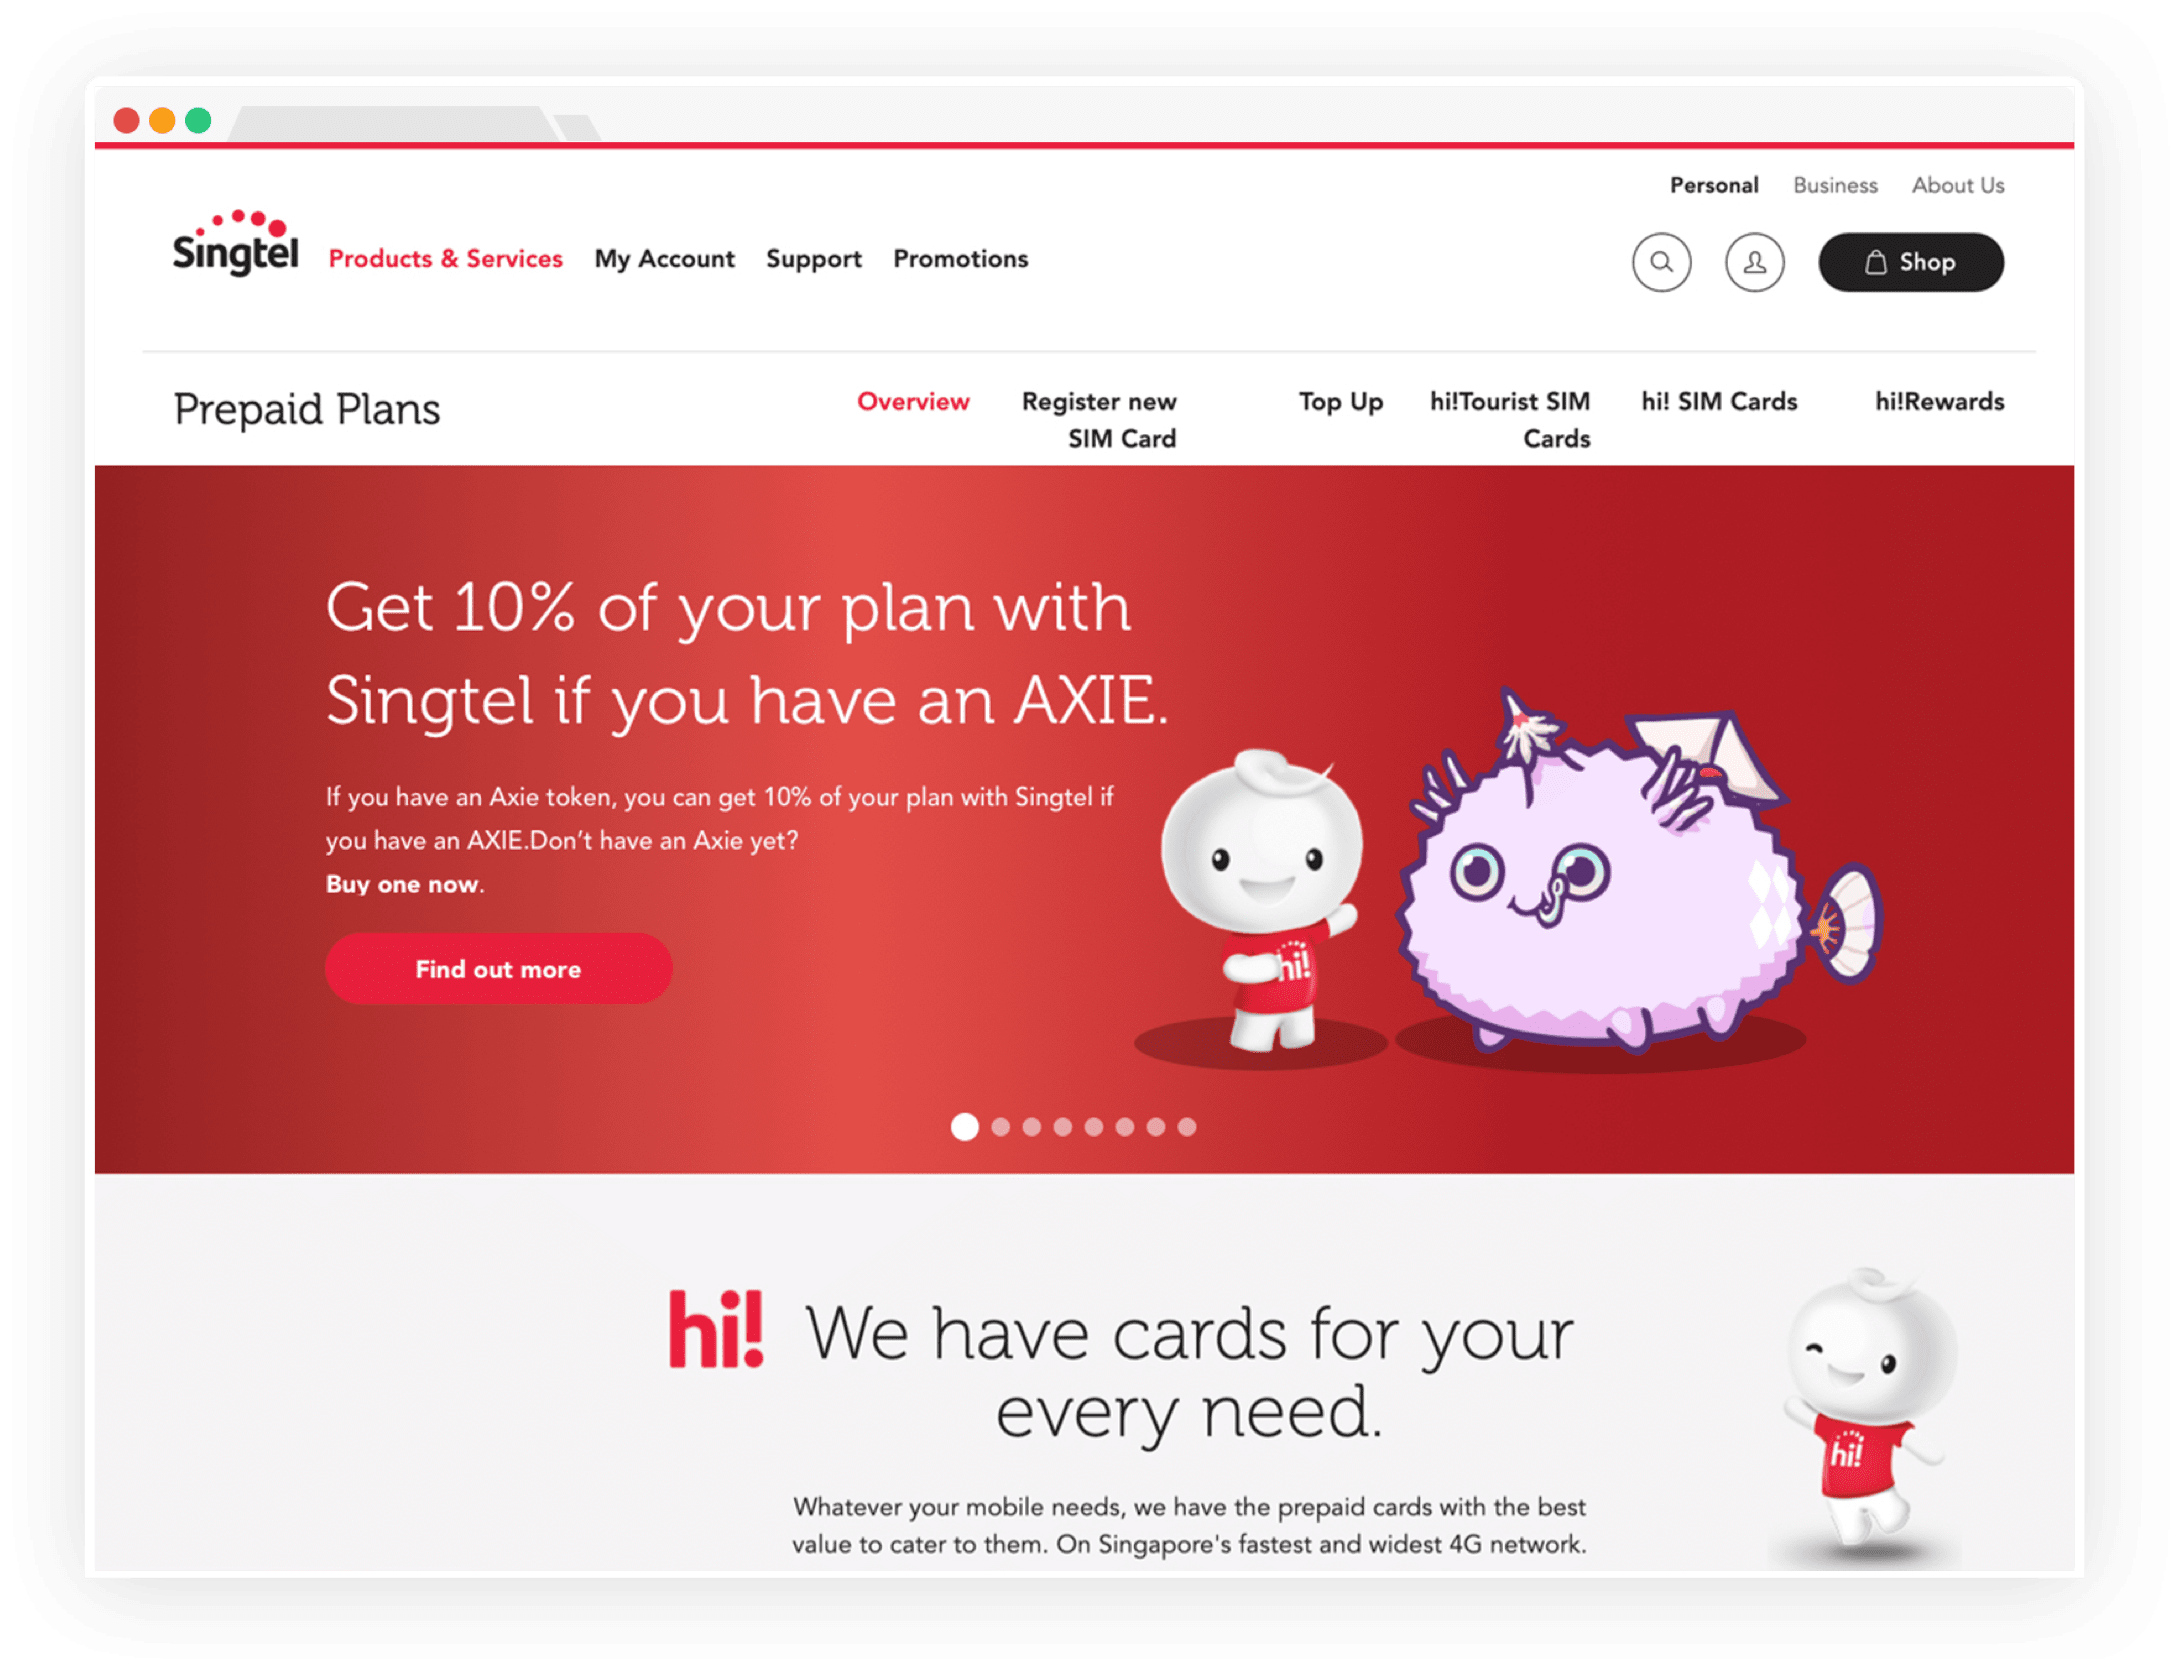 Personal Business About Us
Singtel Products & Services My Account Support Promotions
Shop
Prepaid Plans
Overview
Register new
SIM Card
Top Up
hi!Tourist SIM
Cards
hi! SIM Cards
hi!Rewards
Get 10% of your plan with
Singtel if you have an AXIE.
If you have an Axie token, you can get 10% of your plan with Singtel if
you have an AXIE.Don’t have an Axie yet?
Buy one now.
Find out more
hi!
hi! We have cards for your
every need.
hi!
Whatever your mobile needs, we have the prepaid cards with the best
value to cater to them. On Singapore's fastest and widest 4G network.